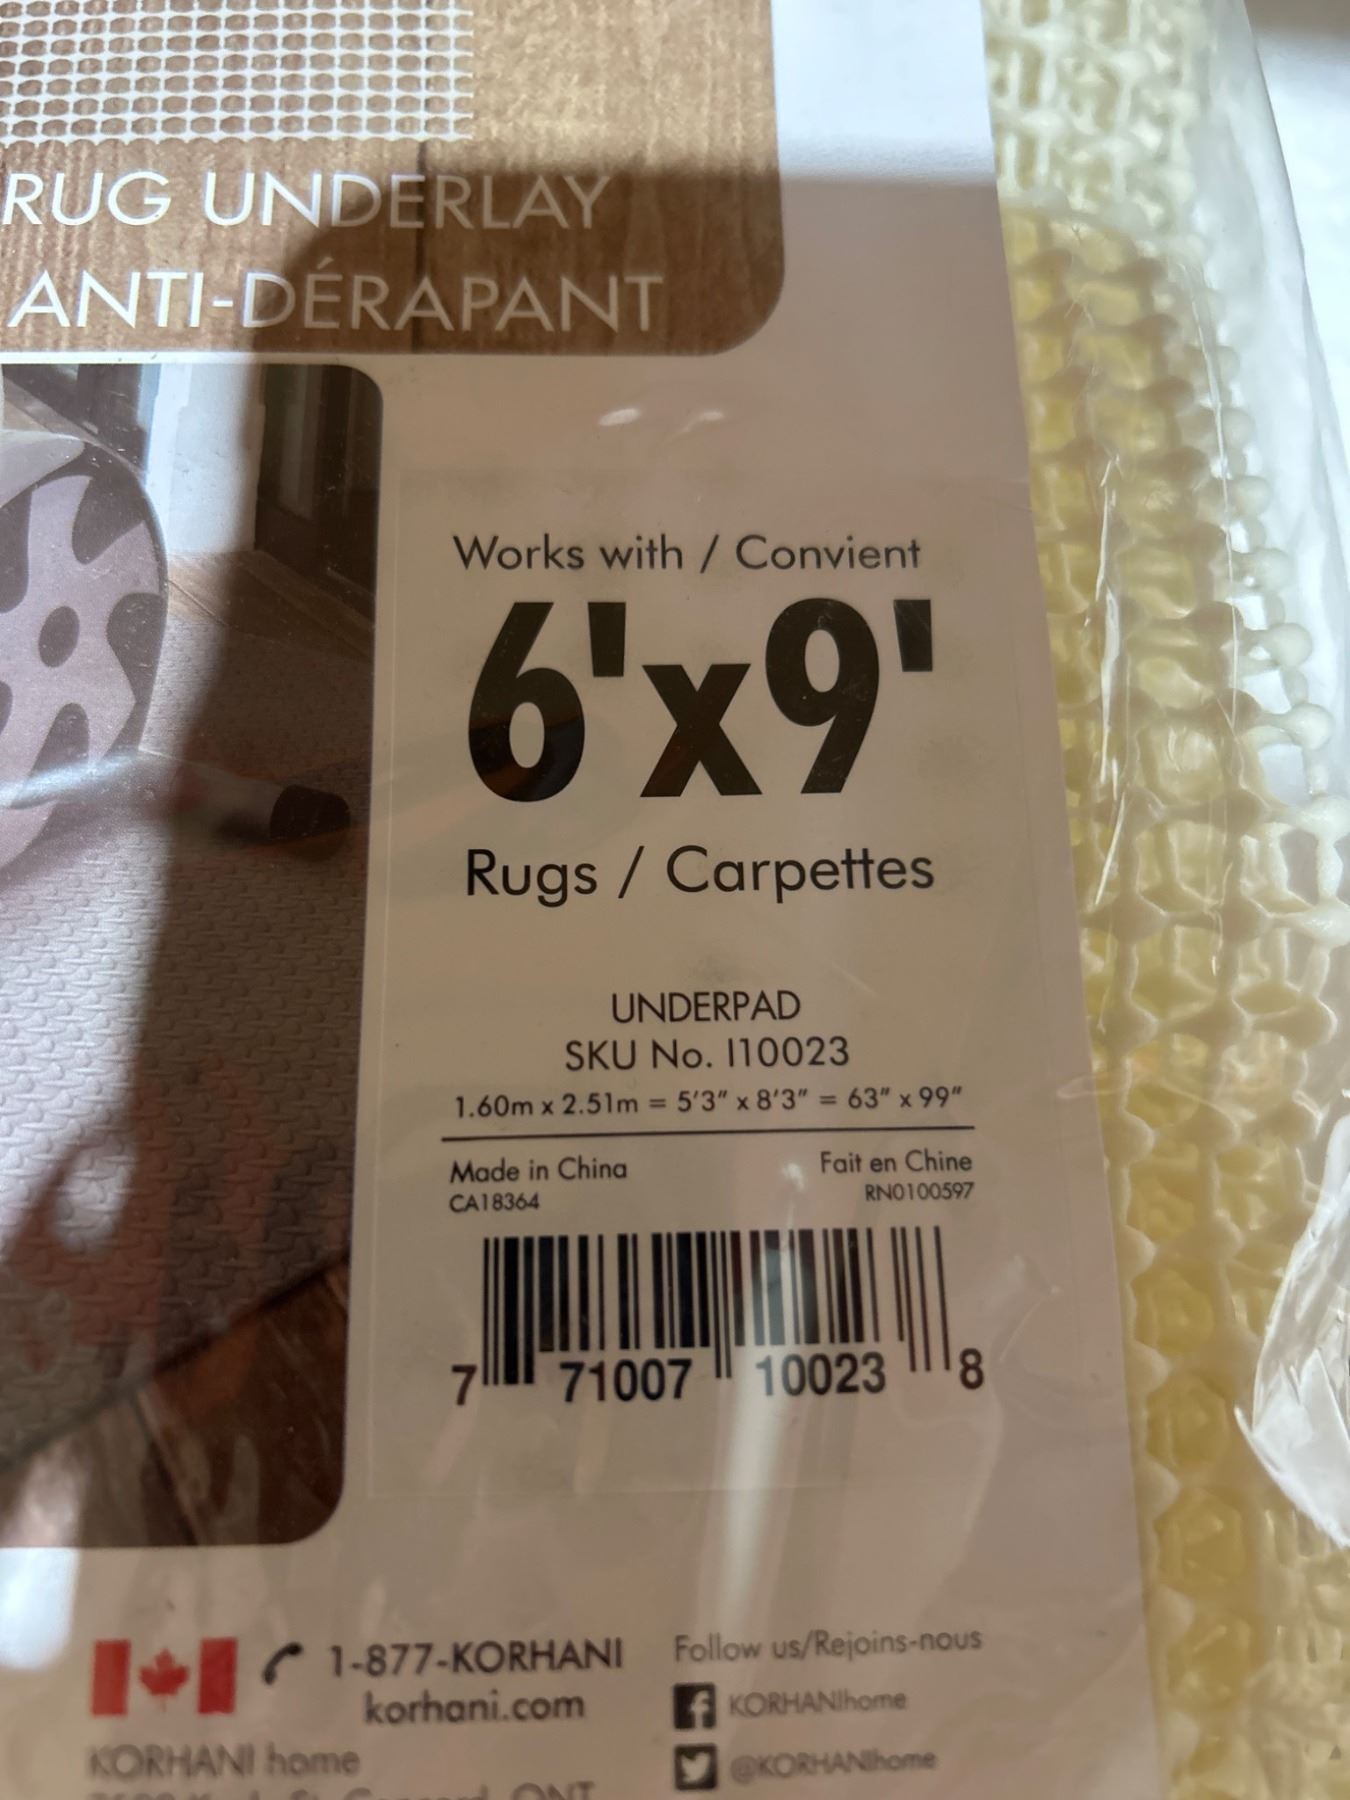 RUG UNDERLAY
ANTI-DÉRAPANT
Works with / Convient
6'x9'
Rugs / Carpettes
UNDERPAD
SKU No. I10023
1.60m x 2.51m = 5'3" x 8'3" = 63" x 99"
Made in China Fait en Chine
CA18364 RN0100597
7 71007 10023 8
1-877-KORHANI
korhani.com
Follow us/Rejoins-nous
KORHANIhome
@KORHANIhome
KORHANI home